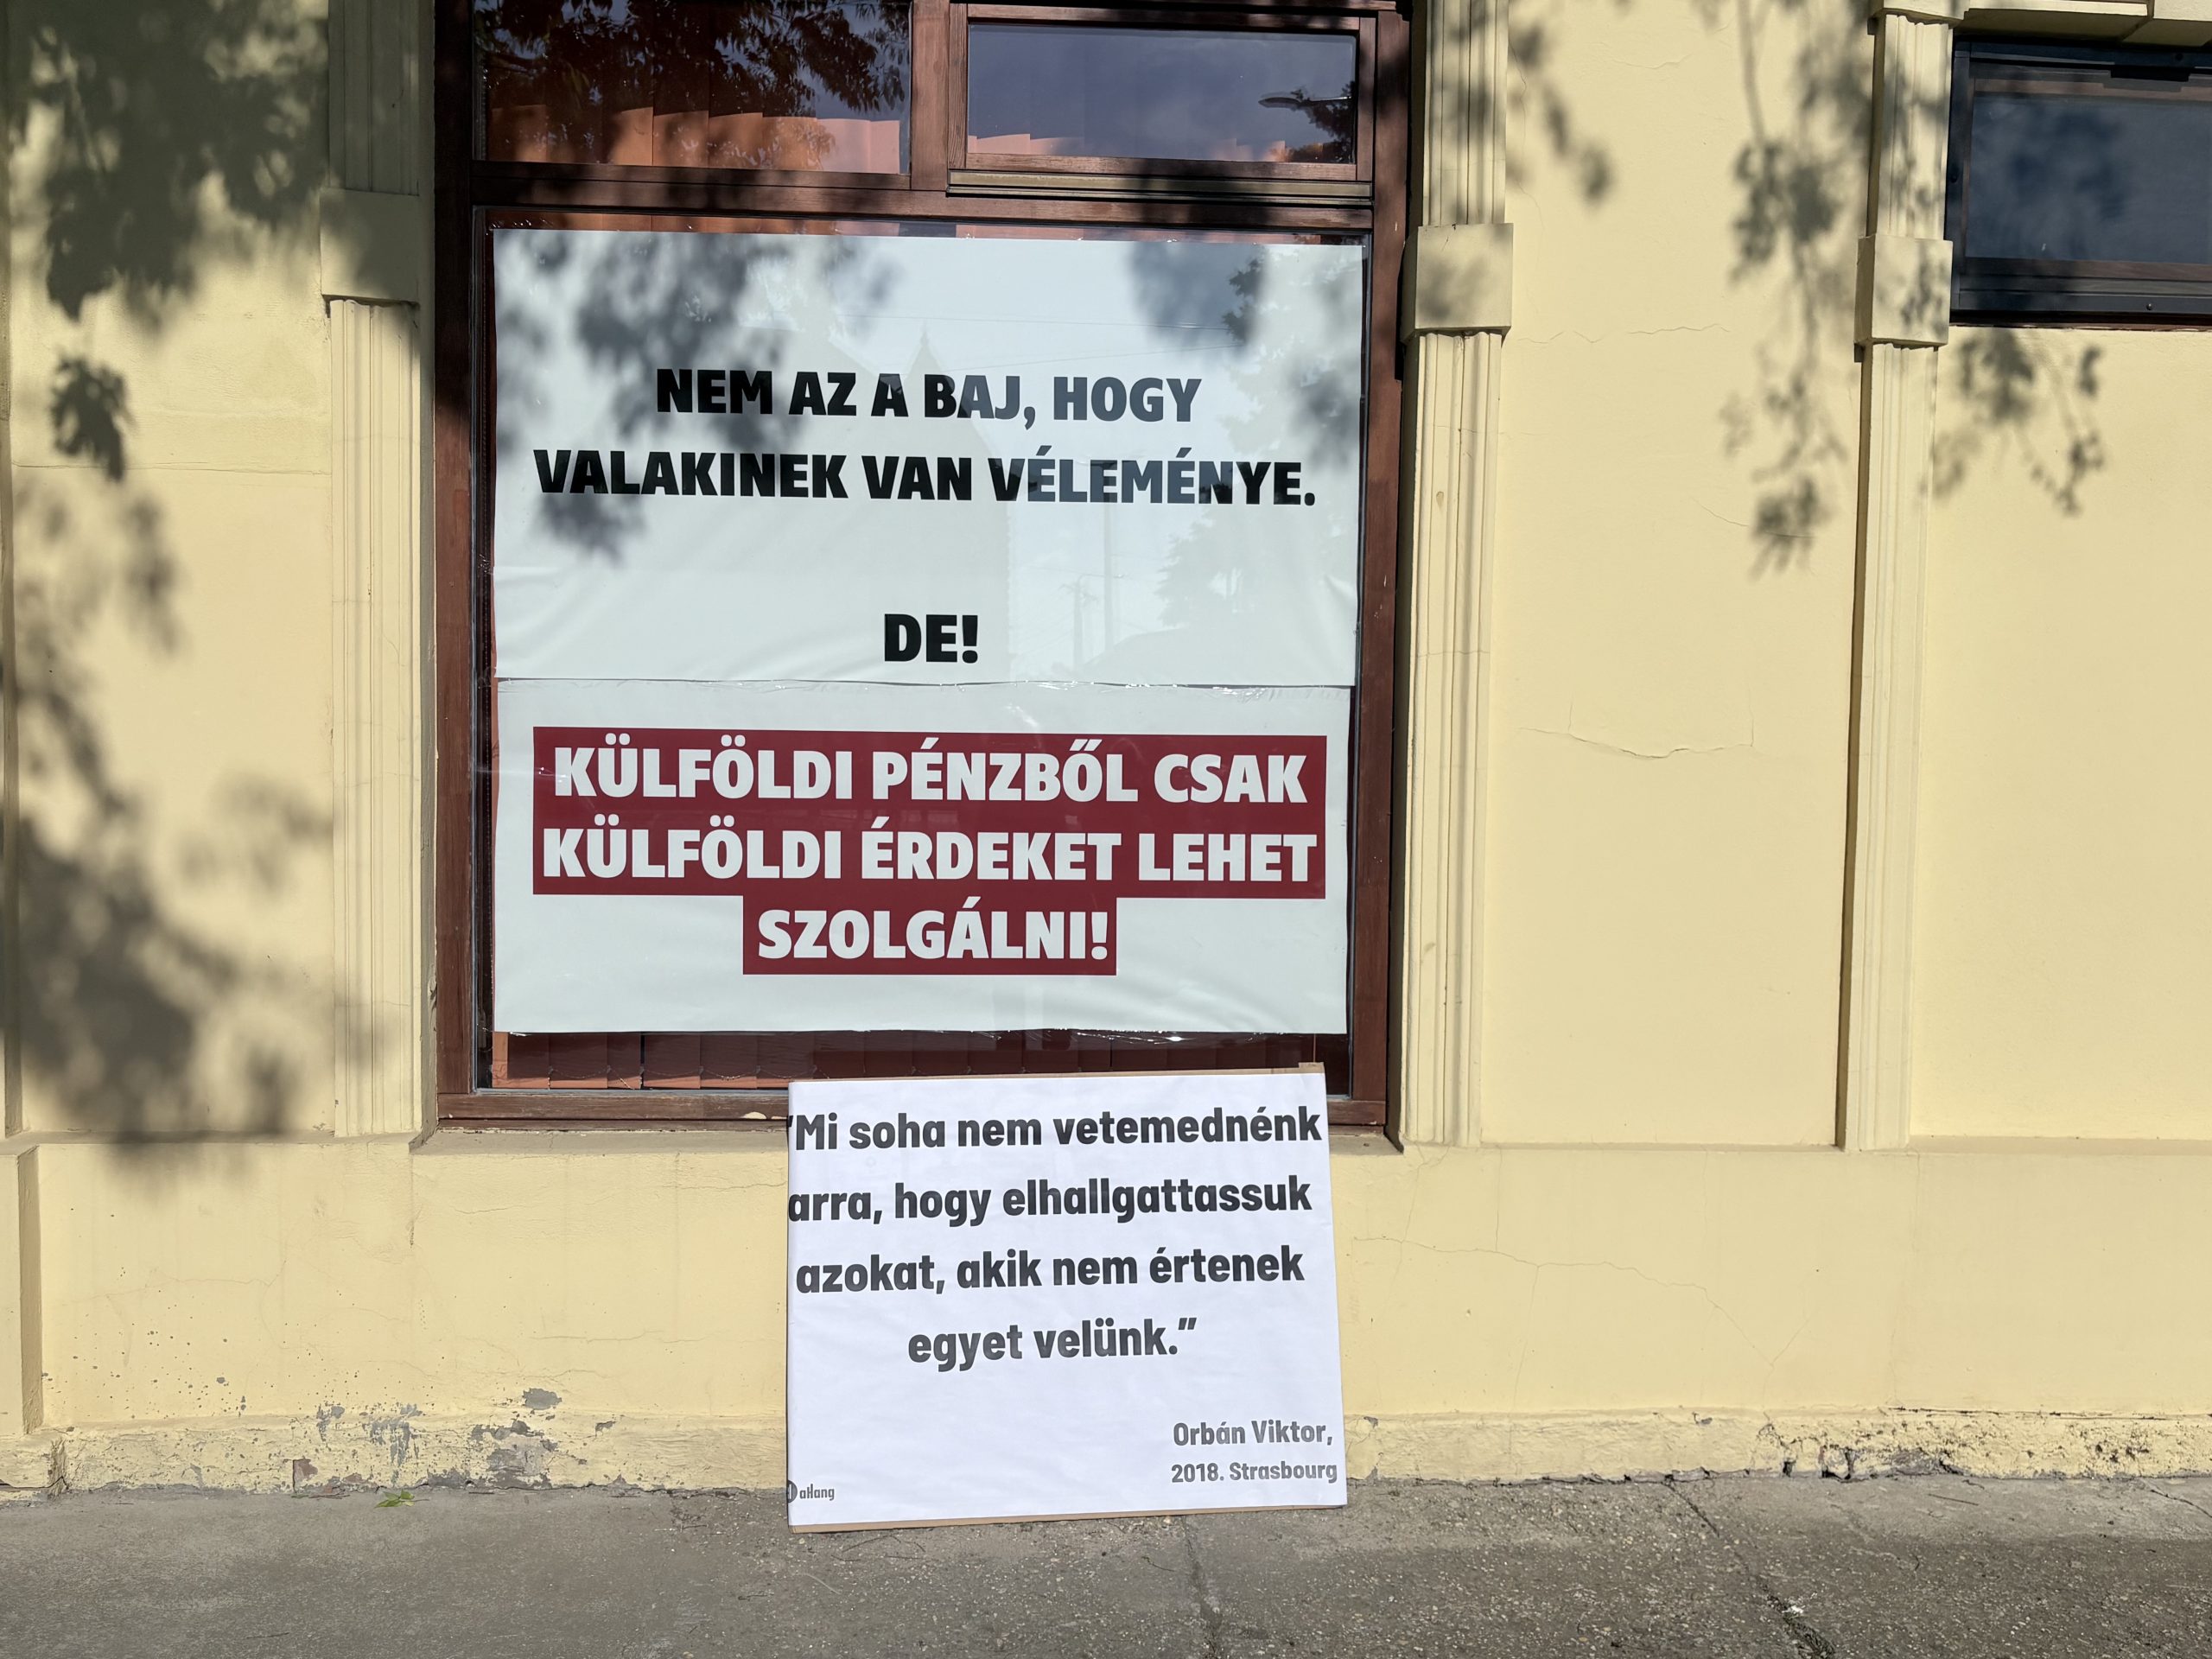 NEM AZ A BAJ, HOGY
VALAKINEK VAN VÉLEMÉNYE.
DE!
KÜLFÖLDI PÉNZBŐL CSAK
KÜLFÖLDI ÉRDEKET LEHET
SZOLGÁLNI!
"Mi soha nem vetemednénk
arra, hogy elhallgattassuk
azokat, akik nem értenek
egyet velünk."
Orbán Viktor,
2018. Strasbourg
aHang